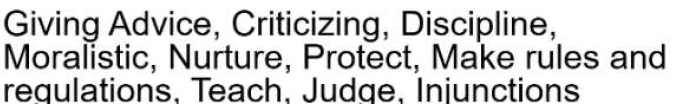 Giving Advice, Criticizing, Discipline,
Moralistic, Nurture, Protect, Make rules and
regulations, Teach, Judge, Injunctions